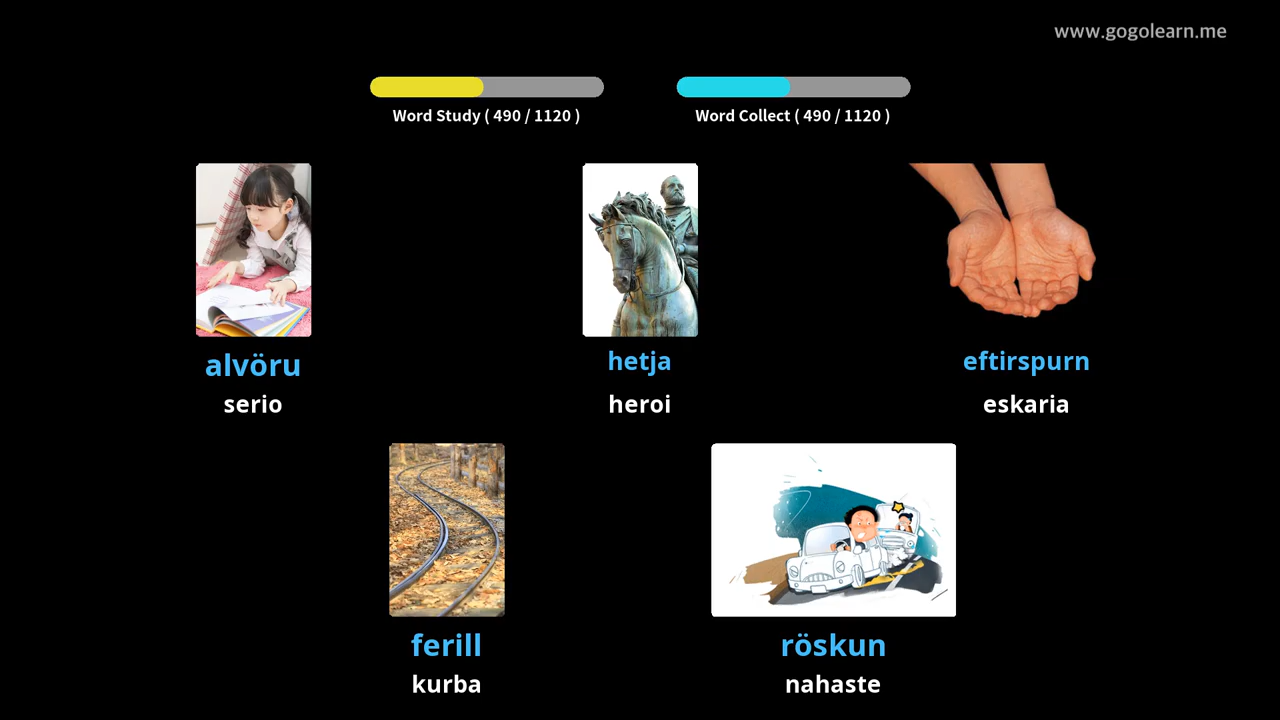 www.gogolearn.me
Word Study ( 490 / 1120 )
Word Collect ( 490 / 1120 )
alvöru
serio
hetja
heroi
eftirspurn
eskaria
ferill
kurba
röskun
nahaste